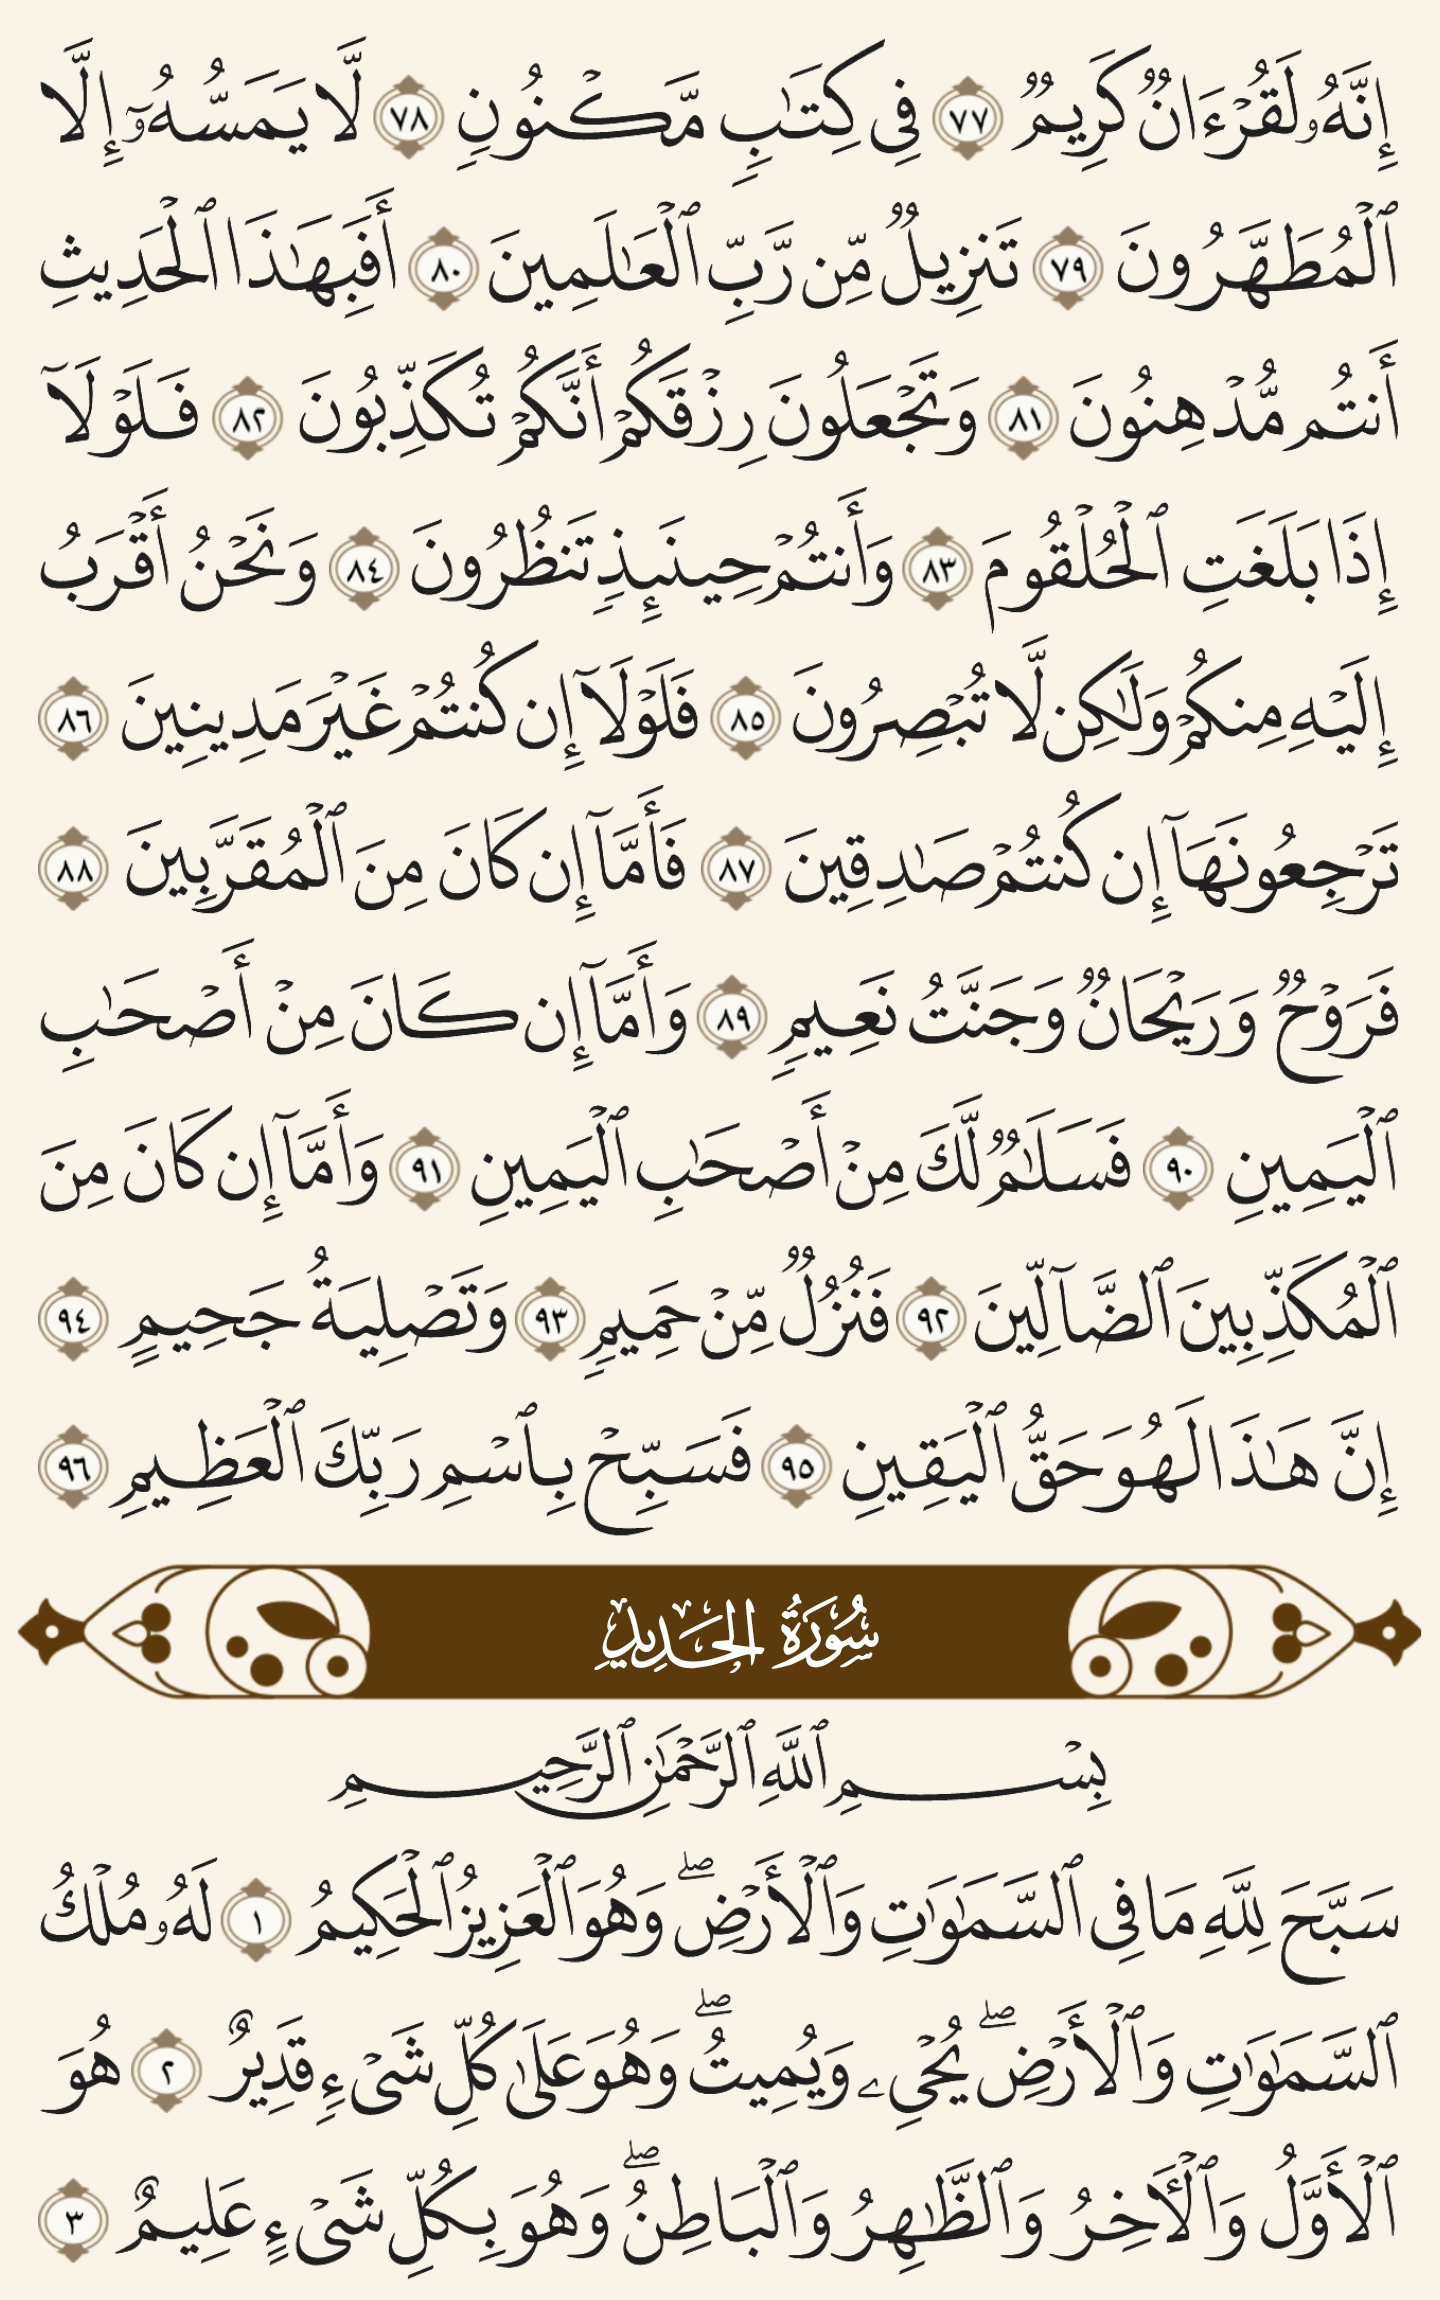 إِنَّهُۥ لَقُرْءَانٌ كَرِيمٌ ٧٧ فِى كِتَـٰبٍ مَّكْنُونٍ ٧٨ لَّا يَمَسُّهُۥٓ إِلَّا
ٱلْمُطَهَّرُونَ ٧٩ تَنزِيلٌ مِّن رَّبِّ ٱلْعَـٰلَمِينَ ٨٠ أَفَبِهَـٰذَا ٱلْحَدِيثِ
أَنتُم مُّدْهِنُونَ ٨١ وَتَجْعَلُونَ رِزْقَكُمْ أَنَّكُمْ تُكَذِّبُونَ ٨٢ فَلَوْلَآ
إِذَا بَلَغَتِ ٱلْحُلْقُومَ ٨٣ وَأَنتُمْ حِينَئِذٍ تَنظُرُونَ ٨٤ وَنَحْنُ أَقْرَبُ
إِلَيْهِ مِنكُمْ وَلَـٰكِن لَّا تُبْصِرُونَ ٨٥ فَلَوْلَآ إِن كُنتُمْ غَيْرَ مَدِينِينَ ٨٦
تَرْجِعُونَهَآ إِن كُنتُمْ صَـٰدِقِينَ ٨٧ فَأَمَّآ إِن كَانَ مِنَ ٱلْمُقَرَّبِينَ ٨٨
فَرَوْحٌ وَرَيْحَانٌ وَجَنَّتُ نَعِيمٍ ٨٩ وَأَمَّآ إِن كَانَ مِنْ أَصْحَـٰبِ
ٱلْيَمِينِ ٩٠ فَسَلَـٰمٌ لَّكَ مِنْ أَصْحَـٰبِ ٱلْيَمِينِ ٩١ وَأَمَّآ إِن كَانَ مِنَ
ٱلْمُكَذِّبِينَ ٱلضَّآلِّينَ ٩٢ فَنُزُلٌ مِّنْ حَمِيمٍ ٩٣ وَتَصْلِيَةُ جَحِيمٍ ٩٤
إِنَّ هَـٰذَا لَهُوَ حَقُّ ٱلْيَقِينِ ٩٥ فَسَبِّحْ بِٱسْمِ رَبِّكَ ٱلْعَظِيمِ ٩٦
سُورَةُ الحَدِيدِ
بِسْمِ ٱللَّهِ ٱلرَّحْمَـٰنِ ٱلرَّحِيمِ
سَبَّحَ لِلَّهِ مَا فِى ٱلسَّمَـٰوَٰتِ وَٱلْأَرْضِ ۖ وَهُوَ ٱلْعَزِيزُ ٱلْحَكِيمُ ١ لَهُۥ مُلْكُ
ٱلسَّمَـٰوَٰتِ وَٱلْأَرْضِ ۖ يُحْىِۦ وَيُمِيتُ ۖ وَهُوَ عَلَىٰ كُلِّ شَىْءٍ قَدِيرٌ ٢ هُوَ
ٱلْأَوَّلُ وَٱلْـَٔاخِرُ وَٱلظَّـٰهِرُ وَٱلْبَاطِنُ ۖ وَهُوَ بِكُلِّ شَىْءٍ عَلِيمٌ ٣